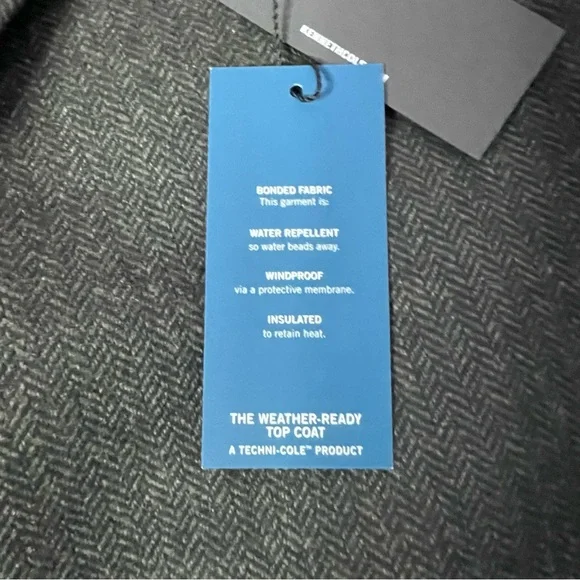 BONDED FABRIC
This garment is:
WATER REPELLENT
so water beads away.
WINDPROOF
via a protective membrane.
INSULATED
to retain heat.
THE WEATHER-READY
TOP COAT
A TECHNI-COLE™ PRODUCT